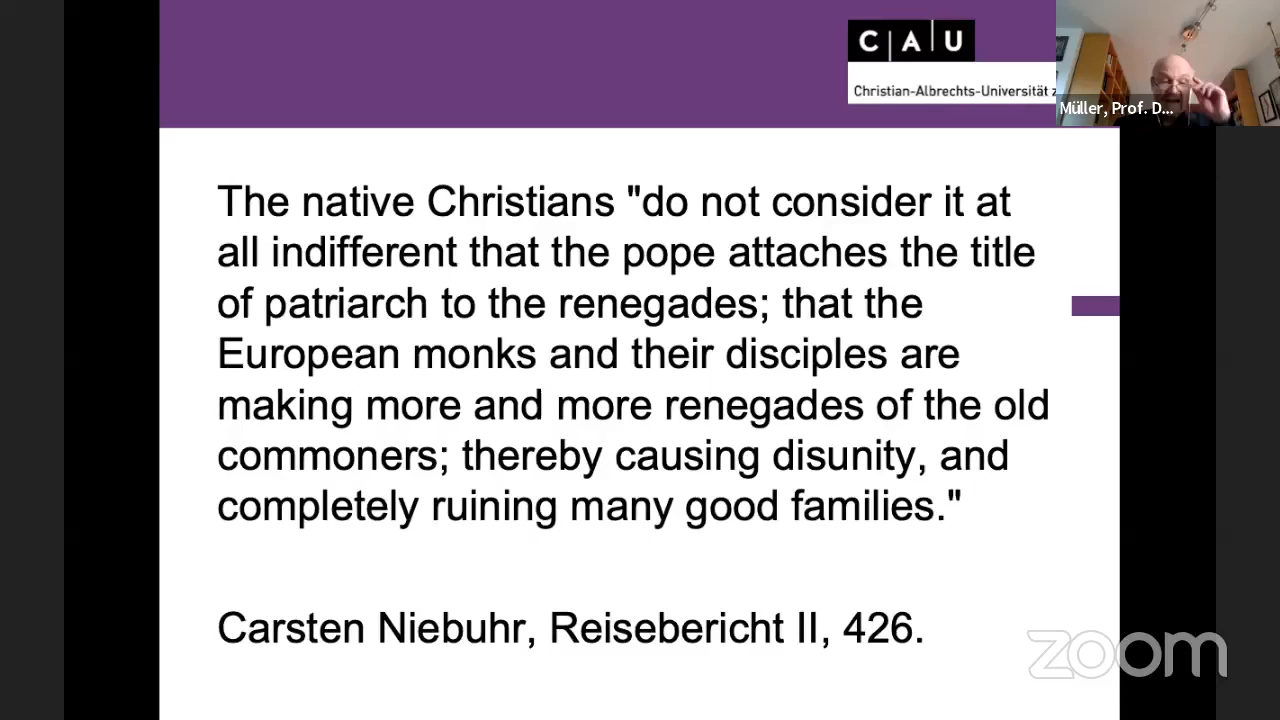 C A U
Christian-Albrechts-Universität z
Müller, Prof. D...
The native Christians "do not consider it at
all indifferent that the pope attaches the title
of patriarch to the renegades; that the
European monks and their disciples are
making more and more renegades of the old
commoners; thereby causing disunity, and
completely ruining many good families."
Carsten Niebuhr, Reisebericht II, 426.
zoom